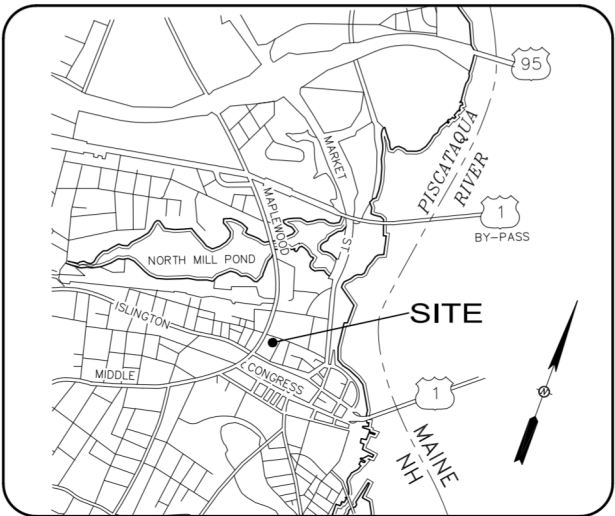 95
PISCATAQUA
RIVER
MARKET
ST
1
BY-PASS
MAPLEWOOD
NORTH MILL POND
ISLINGTON
SITE
MIDDLE
CONGRESS
1
MAINE
NH
N